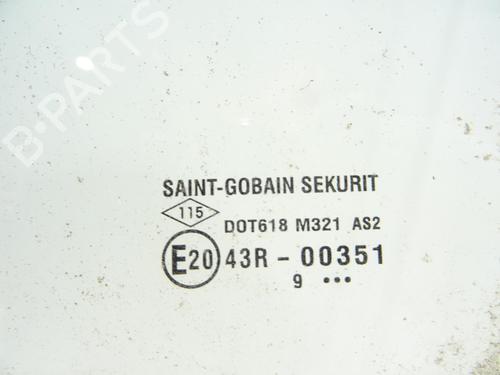 B-PARTS
SAINT-GOBAIN SEKURIT
115
DOT618 M321 AS2
E20 43R - 00351
9 •••